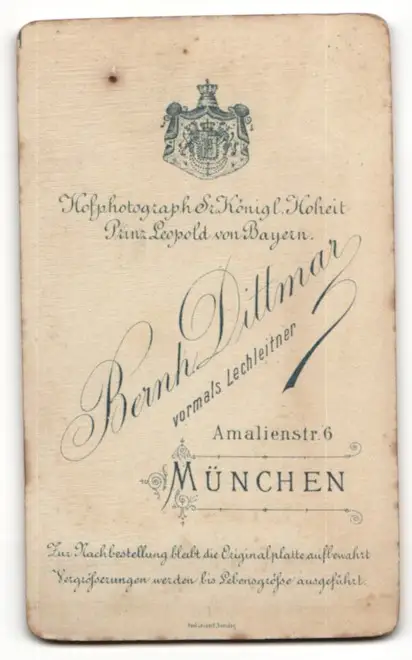 Hofphotograph Sr. Königl. Hoheit
Prinz Leopold von Bayern.
Bernh. Dittmar
vormals Lechleitner
Amalienstr. 6
MÜNCHEN
Zur Nachbestellung bleibt die Originalplatte aufbewahrt
Vergrößerungen werden bis Lebensgröße ausgeführt.